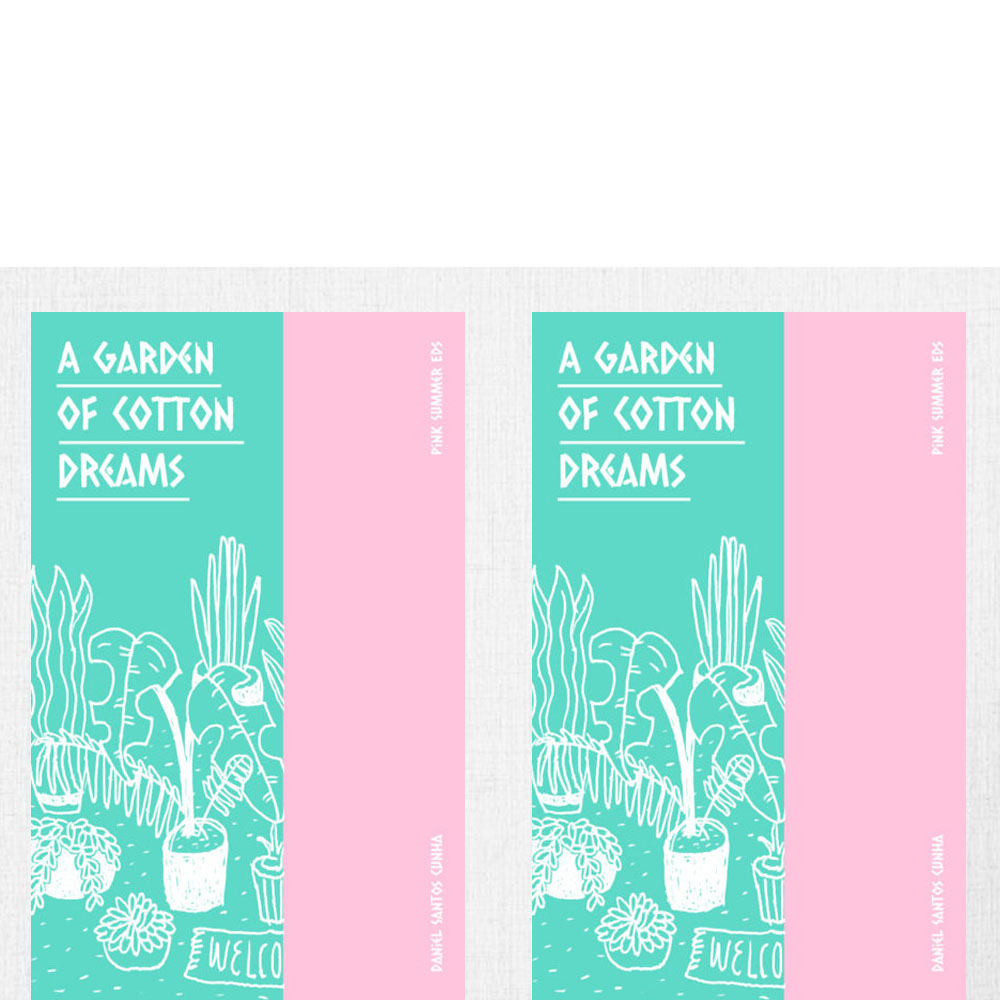 A GARDEN
OF COTTON
DREAMS
PINK SUMMER EDS
DANIEL SANTOS CUNHA
WELCO
A GARDEN
OF COTTON
DREAMS
PINK SUMMER EDS
DANIEL SANTOS CUNHA
WELCO